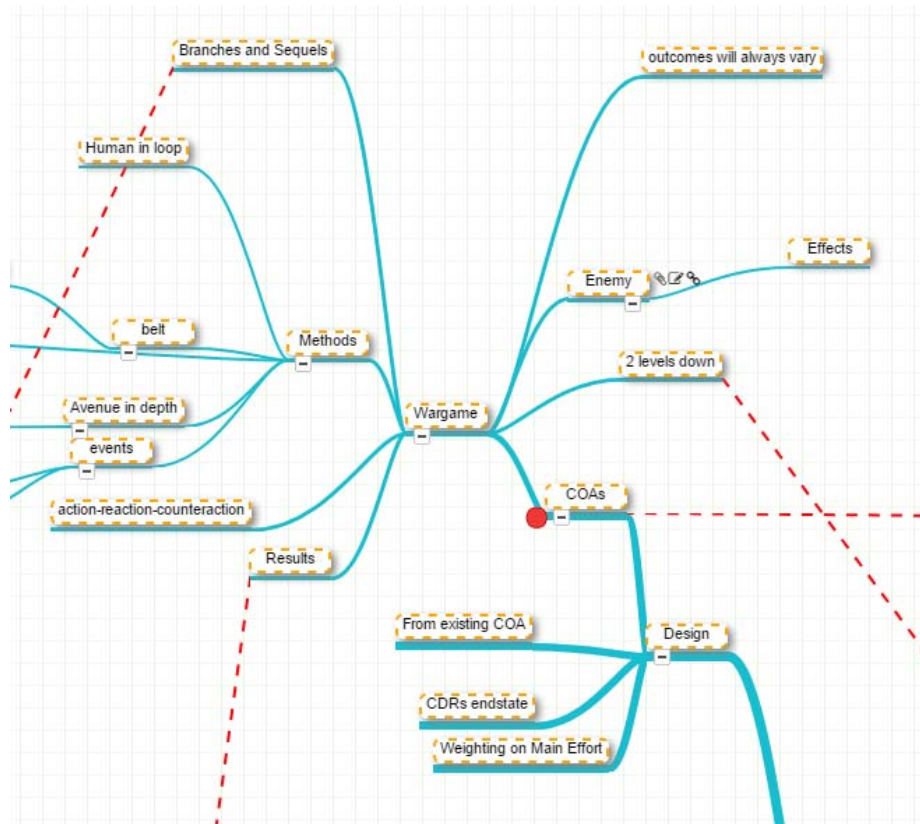 Branches and Sequels
outcomes will always vary
Human in loop
Effects
Enemy
belt
Methods
2 levels down
Avenue in depth
Wargame
events
COAs
action-reaction-counteraction
Results
From existing COA
Design
CDRs endstate
Weighting on Main Effort